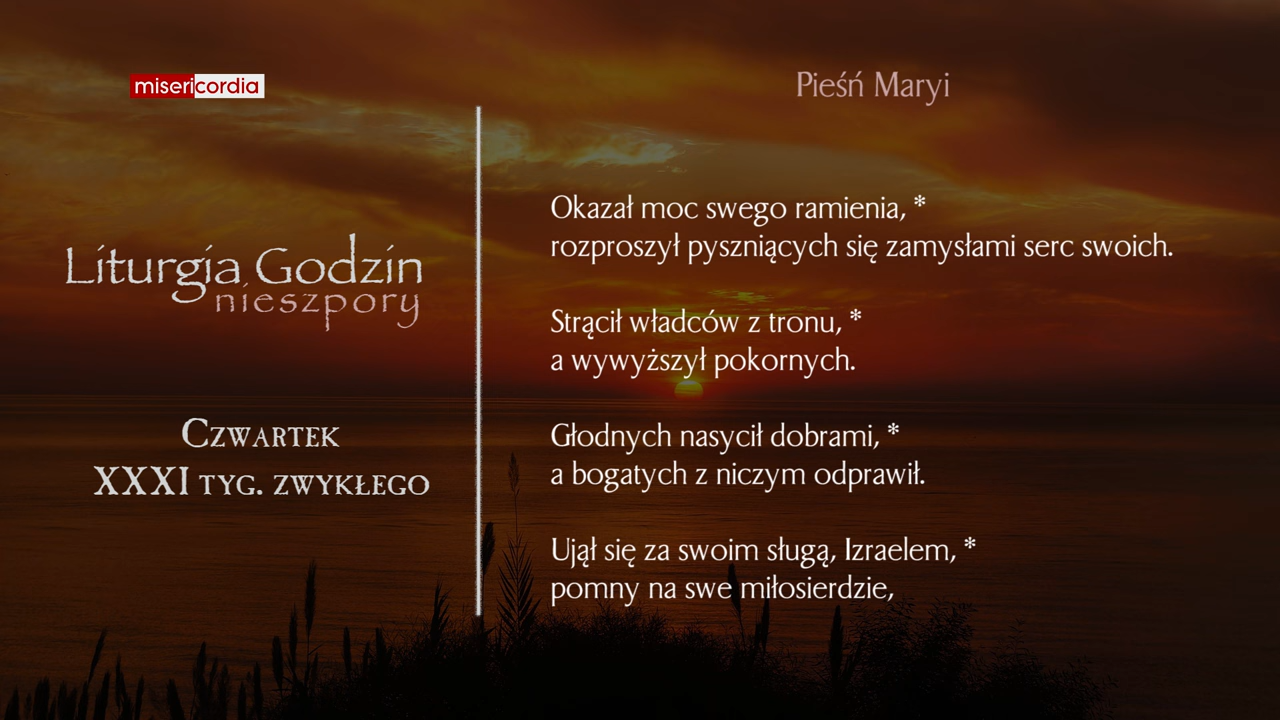 misericordia
Liturgia Godzin
nieszpory
Czwartek
XXXI tyg. zwykłego
Pieśń Maryi
Okazał moc swego ramienia, *
rozproszył pyszniących się zamysłami serc swoich.
Strącił władców z tronu, *
a wywyższył pokornych.
Głodnych nasycił dobrami, *
a bogatych z niczym odprawił.
Ujął się za swoim sługą, Izraelem, *
pomny na swe miłosierdzie,